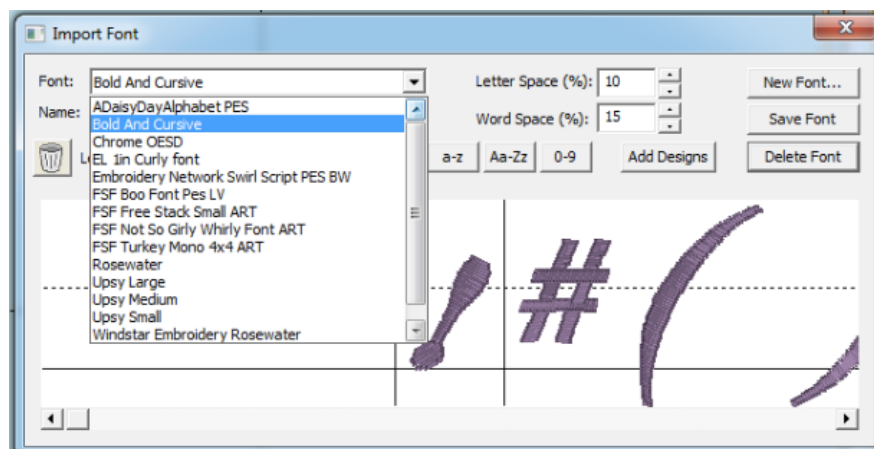 Import Font
Font: Bold And Cursive Letter Space (%): 10 New Font...
Name: Word Space (%): 15 Save Font
ADaisyDayAlphabet PES
Bold And Cursive
Chrome OESD
EL 1in Curly font
Embroidery Network Swirl Script PES BW
FSF Boo Font Pes LV
FSF Free Stack Small ART
FSF Not So Girly Whirly Font ART
FSF Turkey Mono 4x4 ART
Rosewater
Upsy Large
Upsy Medium
Upsy Small
Windstar Embroidery Rosewater
a-z Aa-Zz 0-9 Add Designs Delete Font
! # ( )